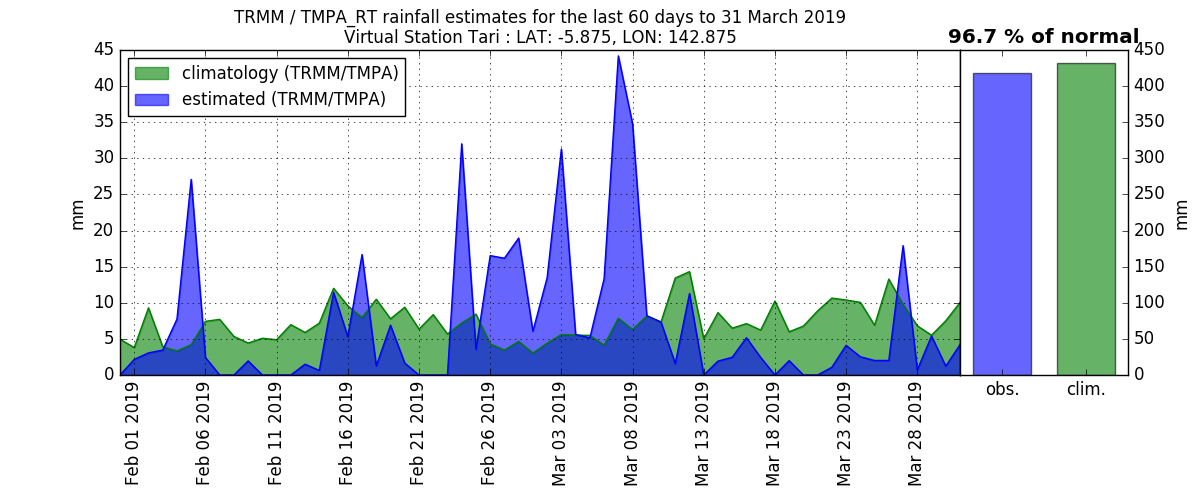 TRMM / TMPA_RT rainfall estimates for the last 60 days to 31 March 2019
Virtual Station Tari : LAT: -5.875, LON: 142.875
96.7 % of normal
climatology (TRMM/TMPA)
estimated (TRMM/TMPA)
mm
45
40
35
30
25
20
15
10
5
0
Feb 01 2019
Feb 06 2019
Feb 11 2019
Feb 16 2019
Feb 21 2019
Feb 26 2019
Mar 03 2019
Mar 08 2019
Mar 13 2019
Mar 18 2019
Mar 23 2019
Mar 28 2019
obs.
clim.
450
400
350
300
250
200
150
100
50
0
mm